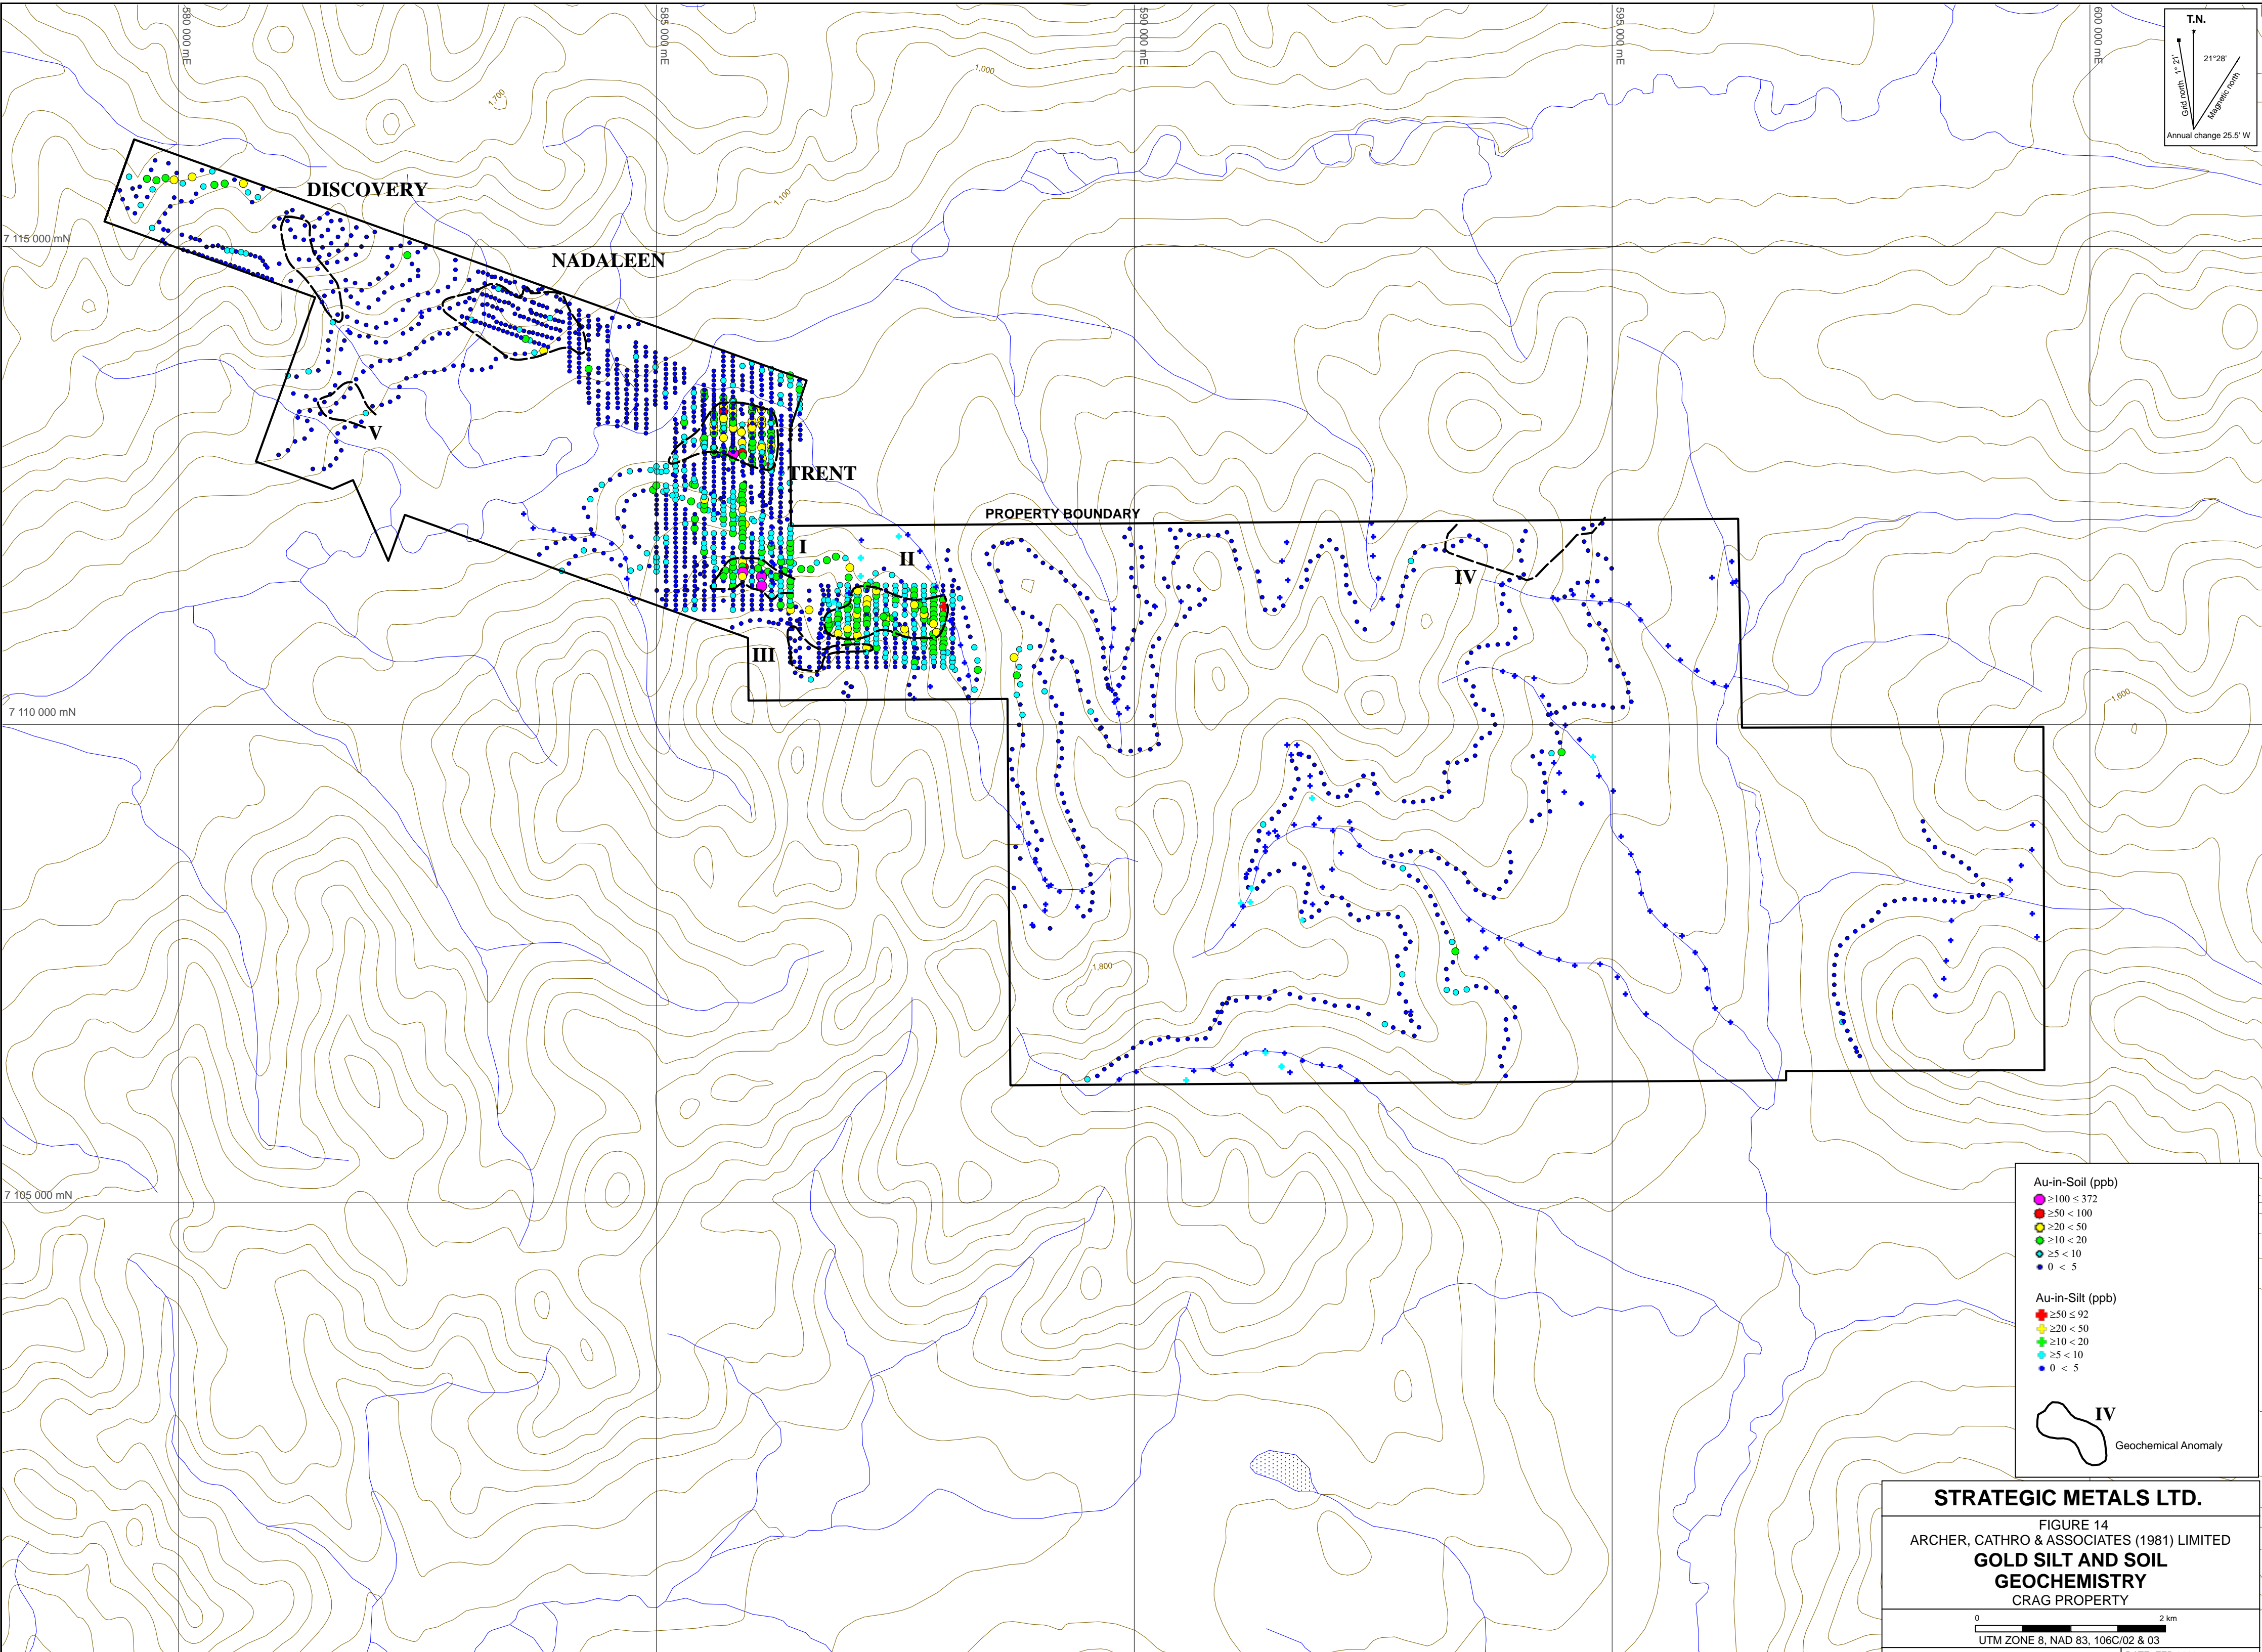 580 000 mE
585 000 mE
590 000 mE
595 000 mE
600 000 mE
T.N.
21°28'
Grid north 1° 21'
Magnetic north
Annual change 25.5' W
1,000
1,700
1,100
DISCOVERY
7 115 000 mN
NADALEEN
V
TRENT
PROPERTY BOUNDARY
I
II
IV
III
1,600
7 110 000 mN
1,800
7 105 000 mN
Au-in-Soil (ppb)
≥100 ≤ 372
≥50 < 100
≥20 < 50
≥10 < 20
≥5 < 10
0 < 5
Au-in-Silt (ppb)
≥50 ≤ 92
≥20 < 50
≥10 < 20
≥5 < 10
0 < 5
IV
Geochemical Anomaly
STRATEGIC METALS LTD.
FIGURE 14
ARCHER, CATHRO & ASSOCIATES (1981) LIMITED
GOLD SILT AND SOIL
GEOCHEMISTRY
CRAG PROPERTY
0 2 km
UTM ZONE 8, NAD 83, 106C/02 & 03